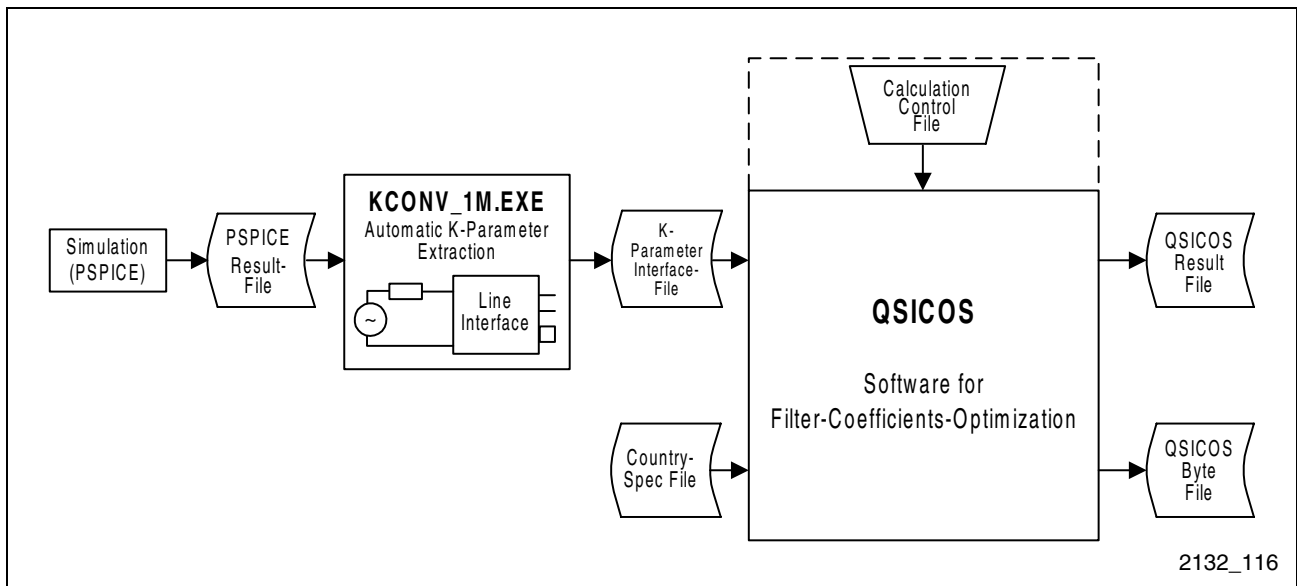 Simulation
(PSPICE)
PSPICE
Result-
File
KCONV_1M.EXE
Automatic K-Parameter
Extraction
~
Line
Interface
K-
Parameter
Interface-
File
Country-
Spec File
Calculation
Control
File
QSICOS
Software for
Filter-Coefficients-Optimization
QSICOS
Result
File
QSICOS
Byte
File
2132_116